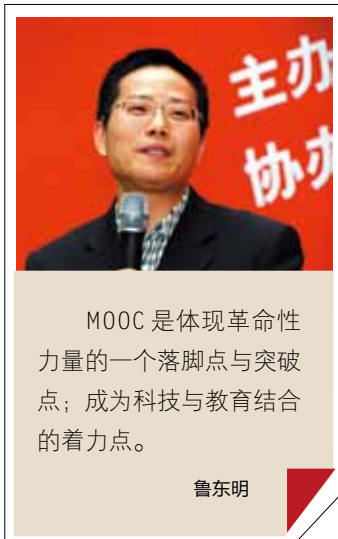 主办
协办
MOOC 是体现革命性
力量的一个落脚点与突破
点；成为科技与教育结合
的着力点。
鲁东明